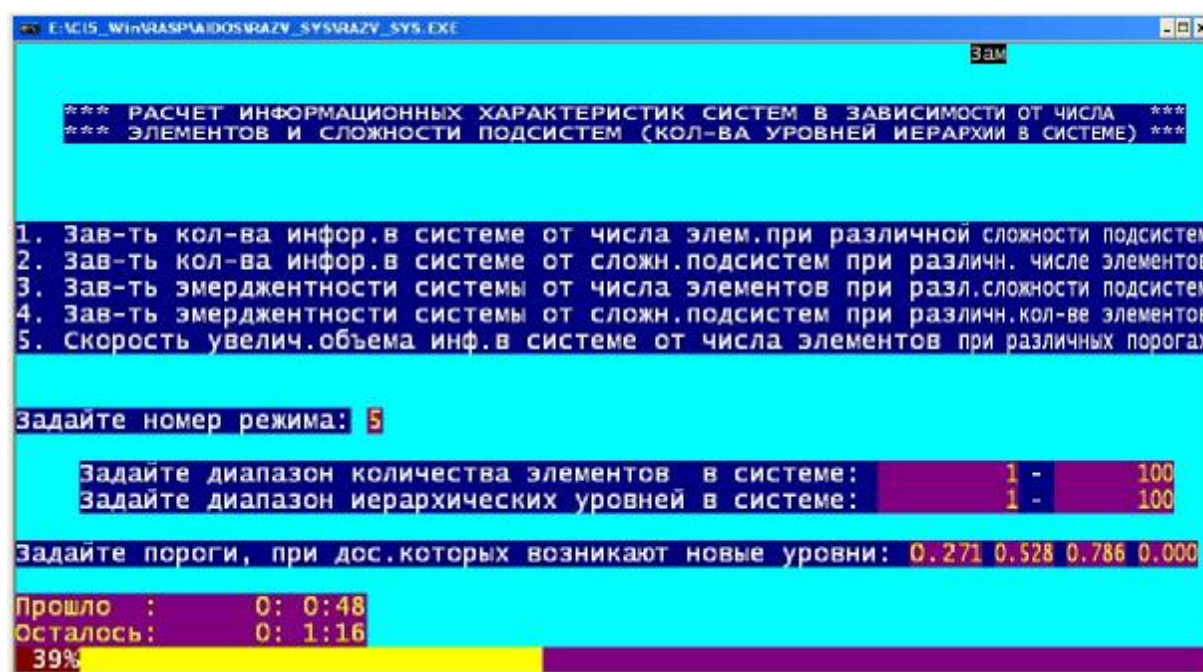 E:\CI5_Win\RASP\AIDOS\RAZV_SYS\RAZV_SYS.EXE
Зам
*** РАСЧЕТ ИНФОРМАЦИОННЫХ ХАРАКТЕРИСТИК СИСТЕМ В ЗАВИСИМОСТИ ОТ ЧИСЛА ***
*** ЭЛЕМЕНТОВ И СЛОЖНОСТИ ПОДСИСТЕМ (КОЛ-ВА УРОВНЕЙ ИЕРАРХИИ В СИСТЕМЕ) ***
1. Зав-ть кол-ва инфор.в системе от числа элем.при различной сложности подсистем
2. Зав-ть кол-ва инфор.в системе от сложн.подсистем при различн. числе элементов
3. Зав-ть эмерджентности системы от числа элементов при разл.сложности подсистем
4. Зав-ть эмерджентности системы от сложн.подсистем при различн.кол-ве элементов
5. Скорость увелич.объема инф.в системе от числа элементов при различных порогах
Задайте номер режима: 5
Задайте диапазон количества элементов в системе: 1 - 100
Задайте диапазон иерархических уровней в системе: 1 - 100
Задайте пороги, при дос.которых возникают новые уровни: 0.271 0.528 0.786 0.000
Прошло : 0: 0:48
Осталось: 0: 1:16
39%